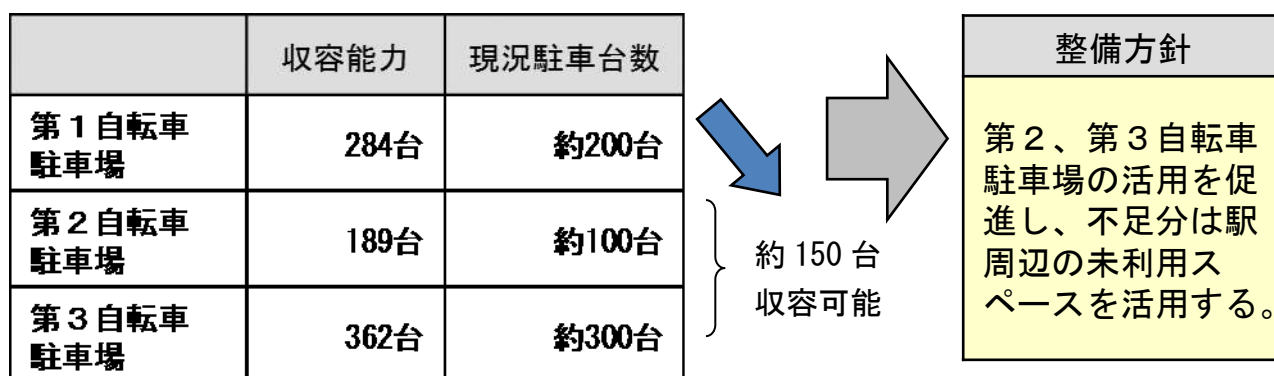 収容能力 現況駐車台数
第１自転車
駐車場
284台 約200台
第２自転車
駐車場
189台 約100台
第３自転車
駐車場
362台 約300台
約150台
収容可能
整備方針
第２、第３自転車
駐車場の活用を促
進し、不足分は駅
周辺の未利用ス
ペースを活用する。